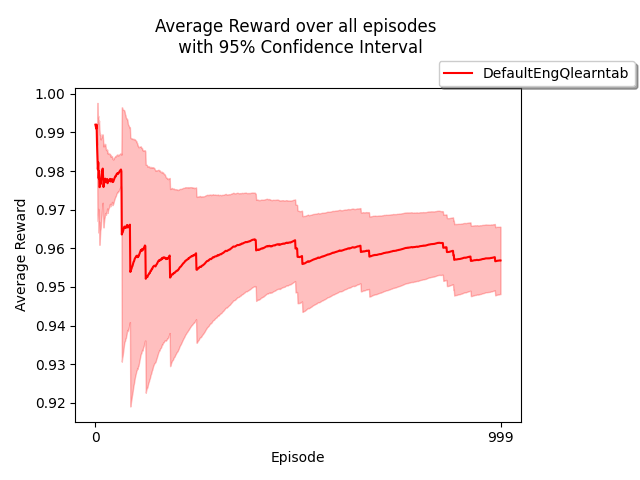 Average Reward over all episodes
with 95% Confidence Interval
DefaultEngQlearntab
1.00
0.99
0.98
0.97
0.96
0.95
0.94
0.93
0.92
Average Reward
0
999
Episode